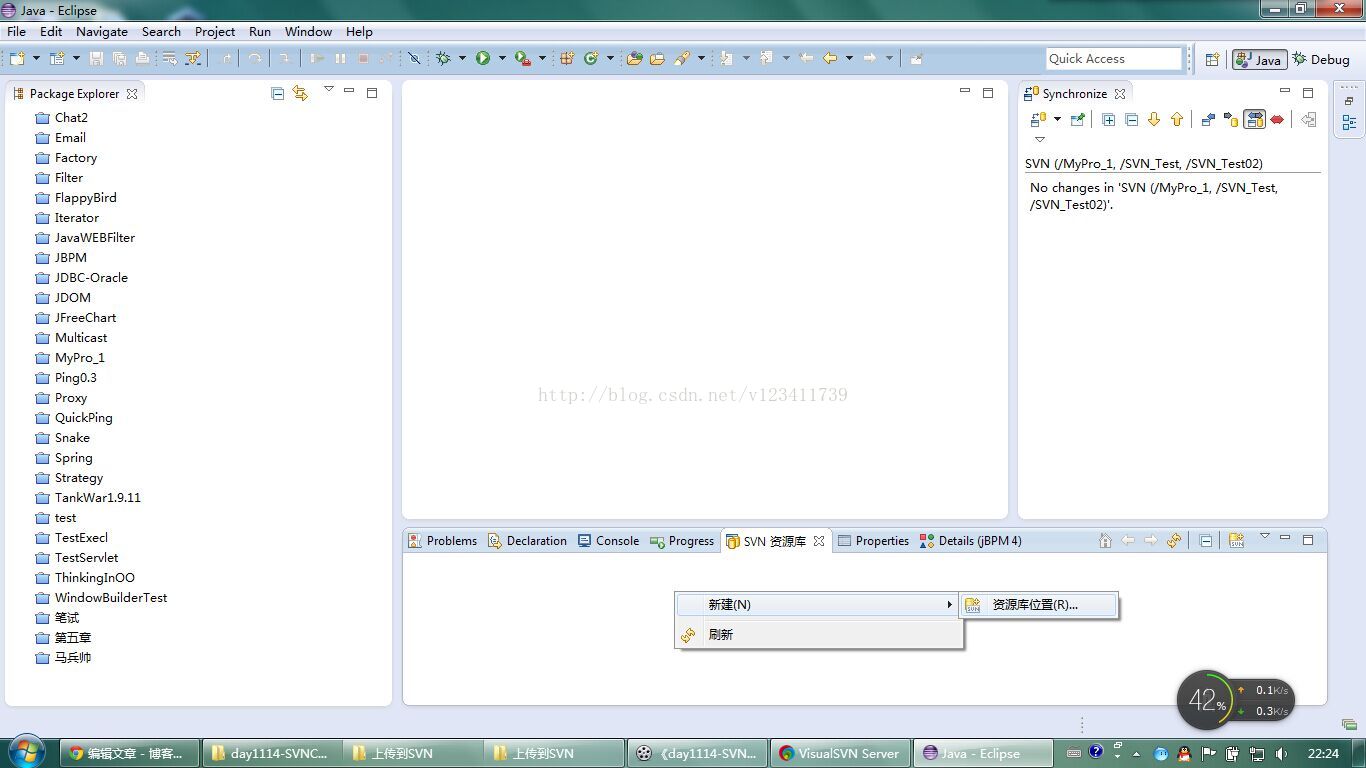 Java - Eclipse
File Edit Navigate Search Project Run Window Help
Quick Access
Java
Debug
Package Explorer
Chat2
Email
Factory
Filter
FlappyBird
Iterator
JavaWEBFilter
JBPM
JDBC-Oracle
JDOM
JFreeChart
Multicast
MyPro_1
Ping0.3
Proxy
QuickPing
Snake
Spring
Strategy
TankWar1.9.11
test
TestExecl
TestServlet
ThinkingInOO
WindowBuilderTest
笔试
第五章
马兵帅
http://blog.csdn.net/v123411739
Synchronize
SVN (/MyPro_1, /SVN_Test, /SVN_Test02)
No changes in 'SVN (/MyPro_1, /SVN_Test,
/SVN_Test02)'.
Problems Declaration Console Progress SVN 资源库 Properties Details (jBPM 4)
新建(N)
资源库位置(R)...
刷新
42%
0.1K/s
0.3K/s
编辑文章 - 博客... day1114-SVNC... 上传到SVN 上传到SVN 《day1114-SVN... VisualSVN Server Java - Eclipse 22:24